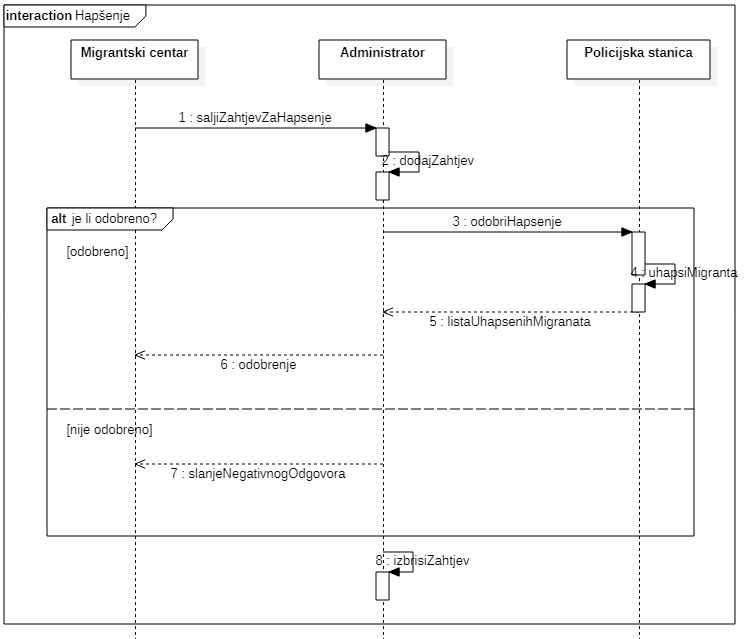 interaction Hapšenje
Migrantski centar
Administrator
Policijska stanica
1 : saljiZahtjevZaHapsenje
2 : dodajZahtjev
alt je li odobreno?
3 : odobriHapsenje
[odobreno]
4 : uhapsiMigranta
5 : listaUhapsenihMigranata
6 : odobrenje
[nije odobreno]
7 : slanjeNegativnogOdgovora
8 : izbrisiZahtjev